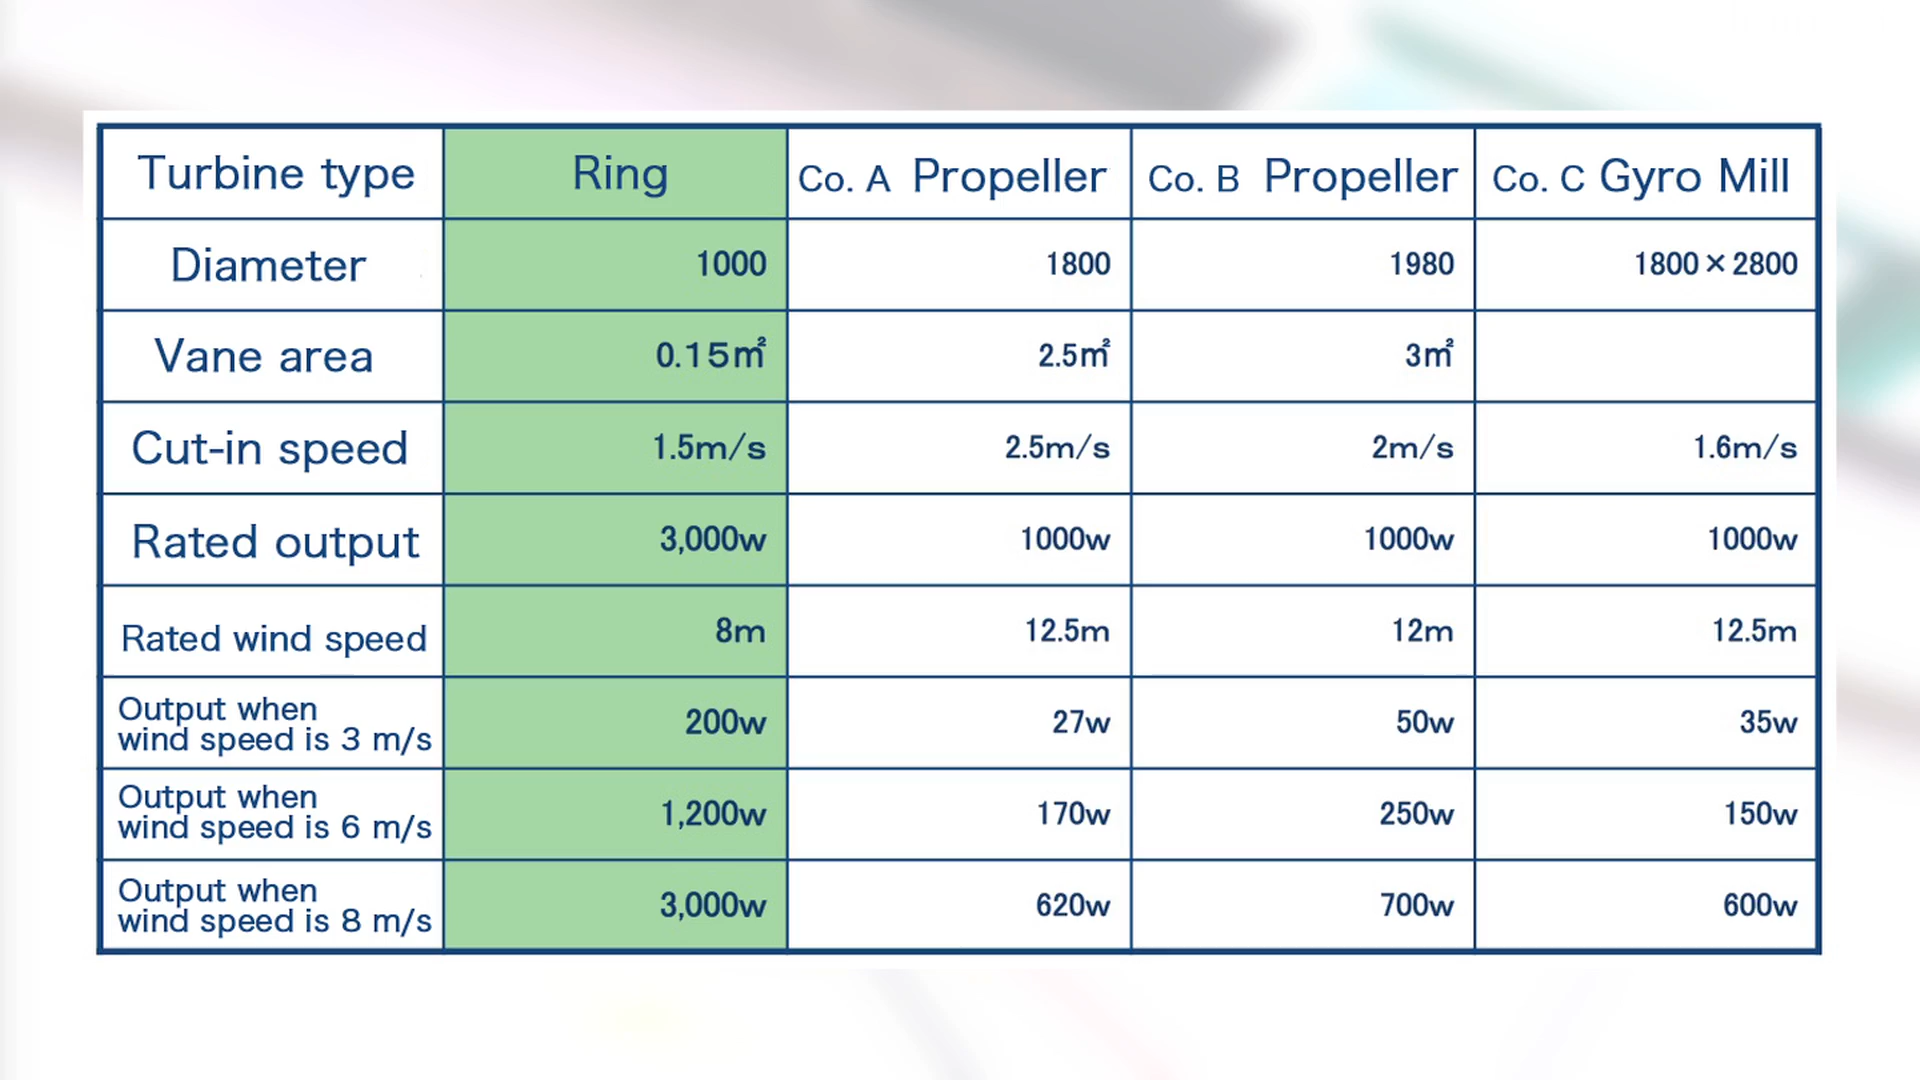 Turbine type Ring Co. A Propeller Co. B Propeller Co. C Gyro Mill
Diameter 1000 1800 1980 1800×2800
Vane area 0.15㎡ 2.5㎡ 3㎡
Cut-in speed 1.5m/s 2.5m/s 2m/s 1.6m/s
Rated output 3,000w 1000w 1000w 1000w
Rated wind speed 8m 12.5m 12m 12.5m
Output when
wind speed is 3 m/s 200w 27w 50w 35w
Output when
wind speed is 6 m/s 1,200w 170w 250w 150w
Output when
wind speed is 8 m/s 3,000w 620w 700w 600w